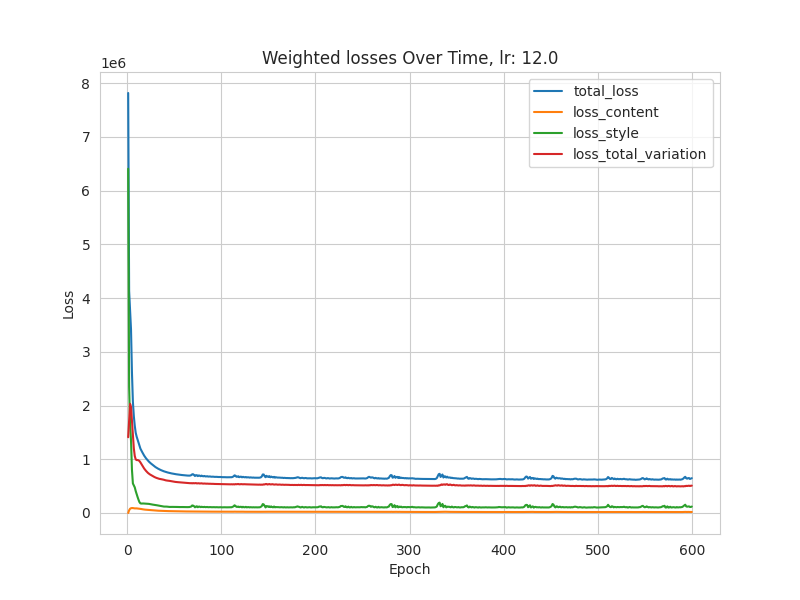 Weighted losses Over Time, lr: 12.0
1e6
8
7
6
5
4
3
2
1
0
Loss
total_loss
loss_content
loss_style
loss_total_variation
0 100 200 300 400 500 600
Epoch